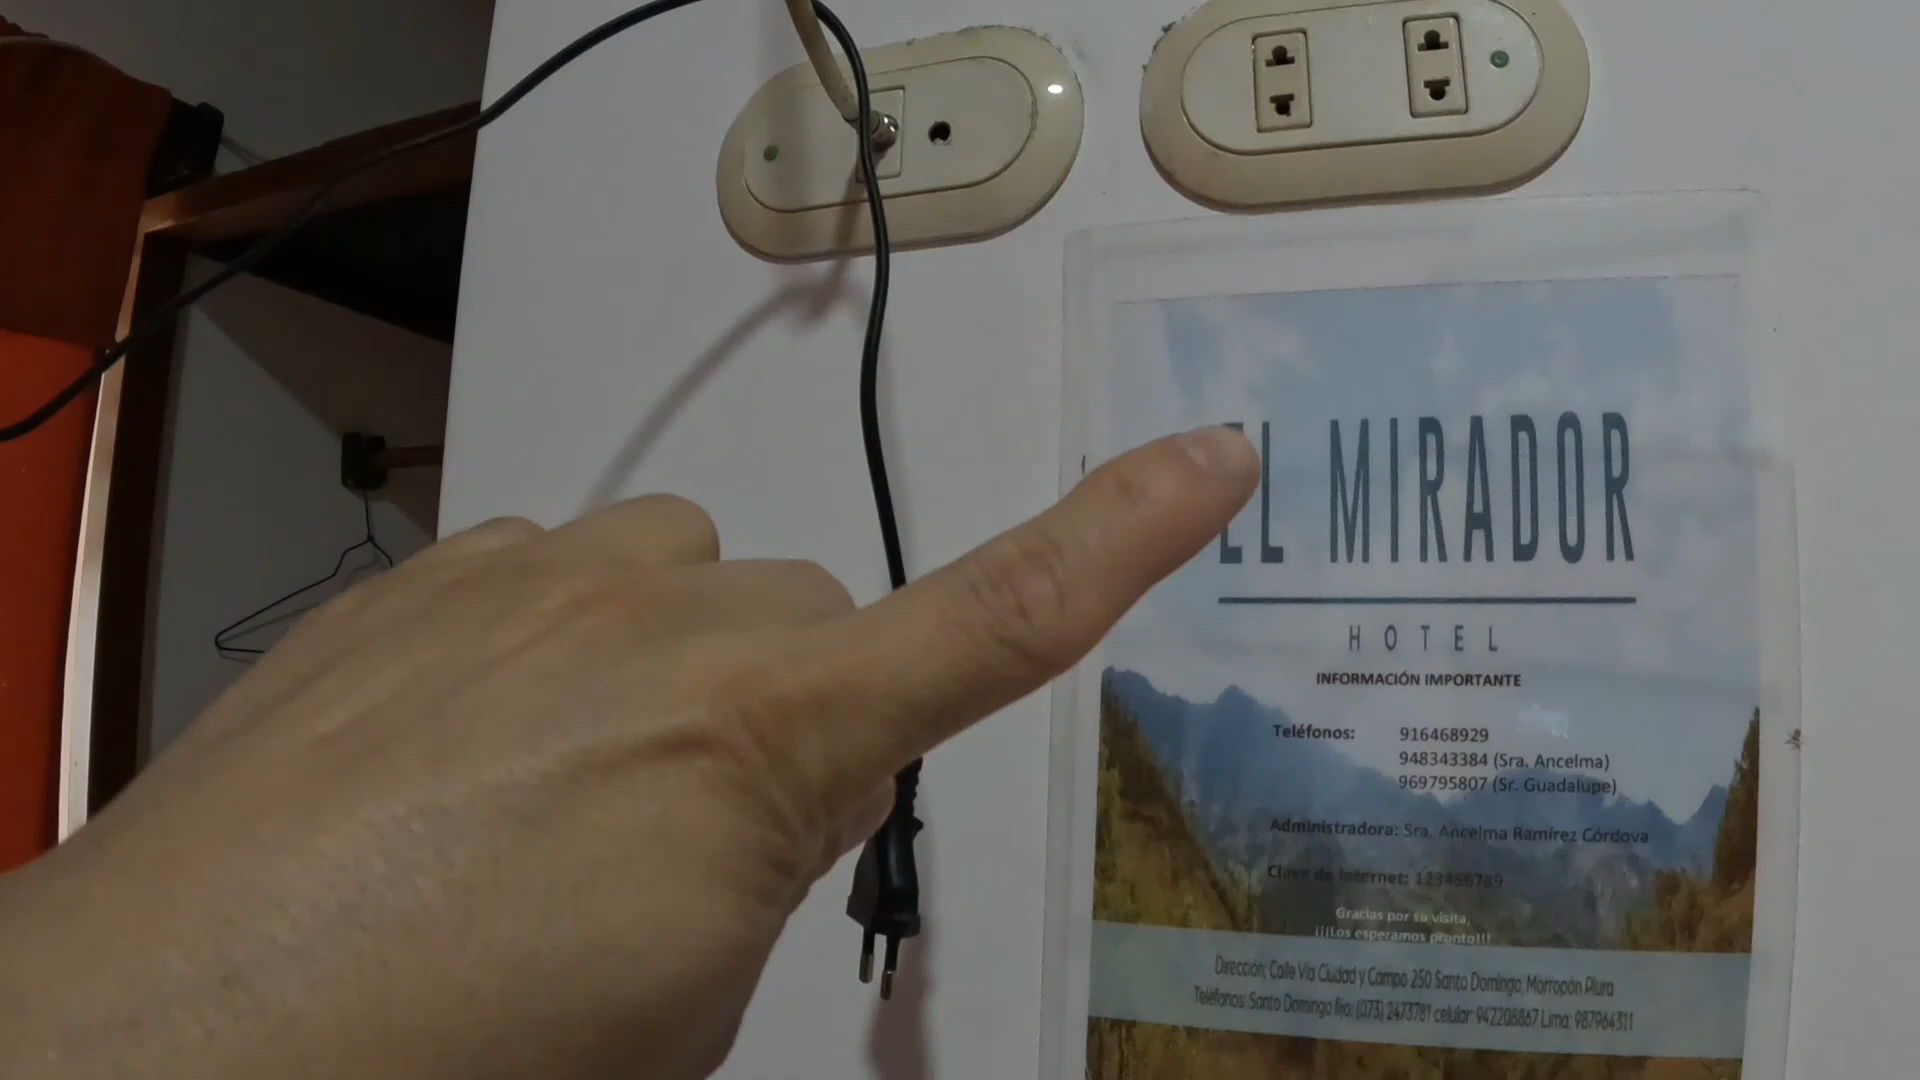 EL MIRADOR
HOTEL
INFORMACIÓN IMPORTANTE
Teléfonos: 916468929
948343384 (Sra. Ancelma)
969795807 (Sr. Guadalupe)
Administradora: Sra. Ancelma Ramirez Córdova
Clave de Internet: 123456789
Gracias por su visita,
¡¡¡Los esperamos pronto!!!
Dirección: Calle Via Ciudad y Campo 250 Santo Domingo, Morropón Piura
Teléfonos: Santo Domingo fijo: (073) 2473781 celular: 942208867 Lima: 987964311